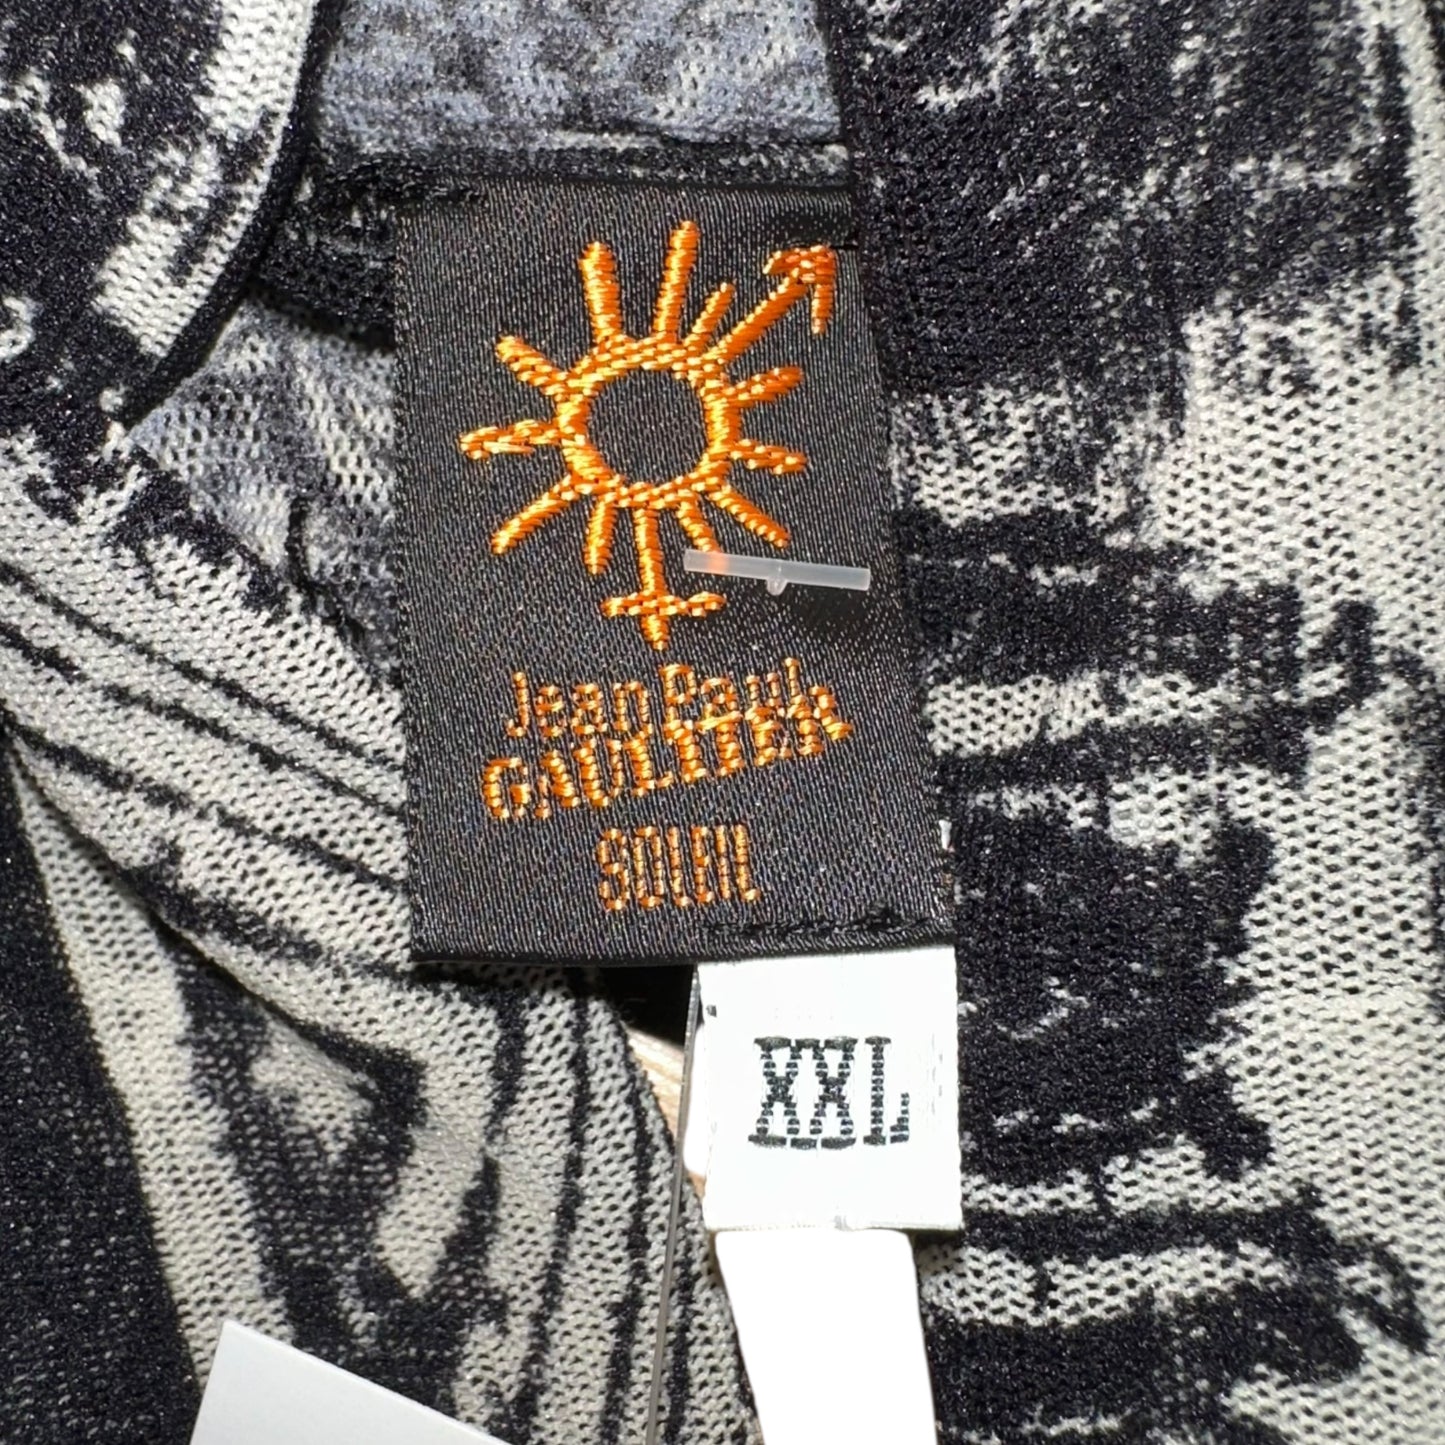 Jean Paul
GAULTIER
SOLEIL
XXL